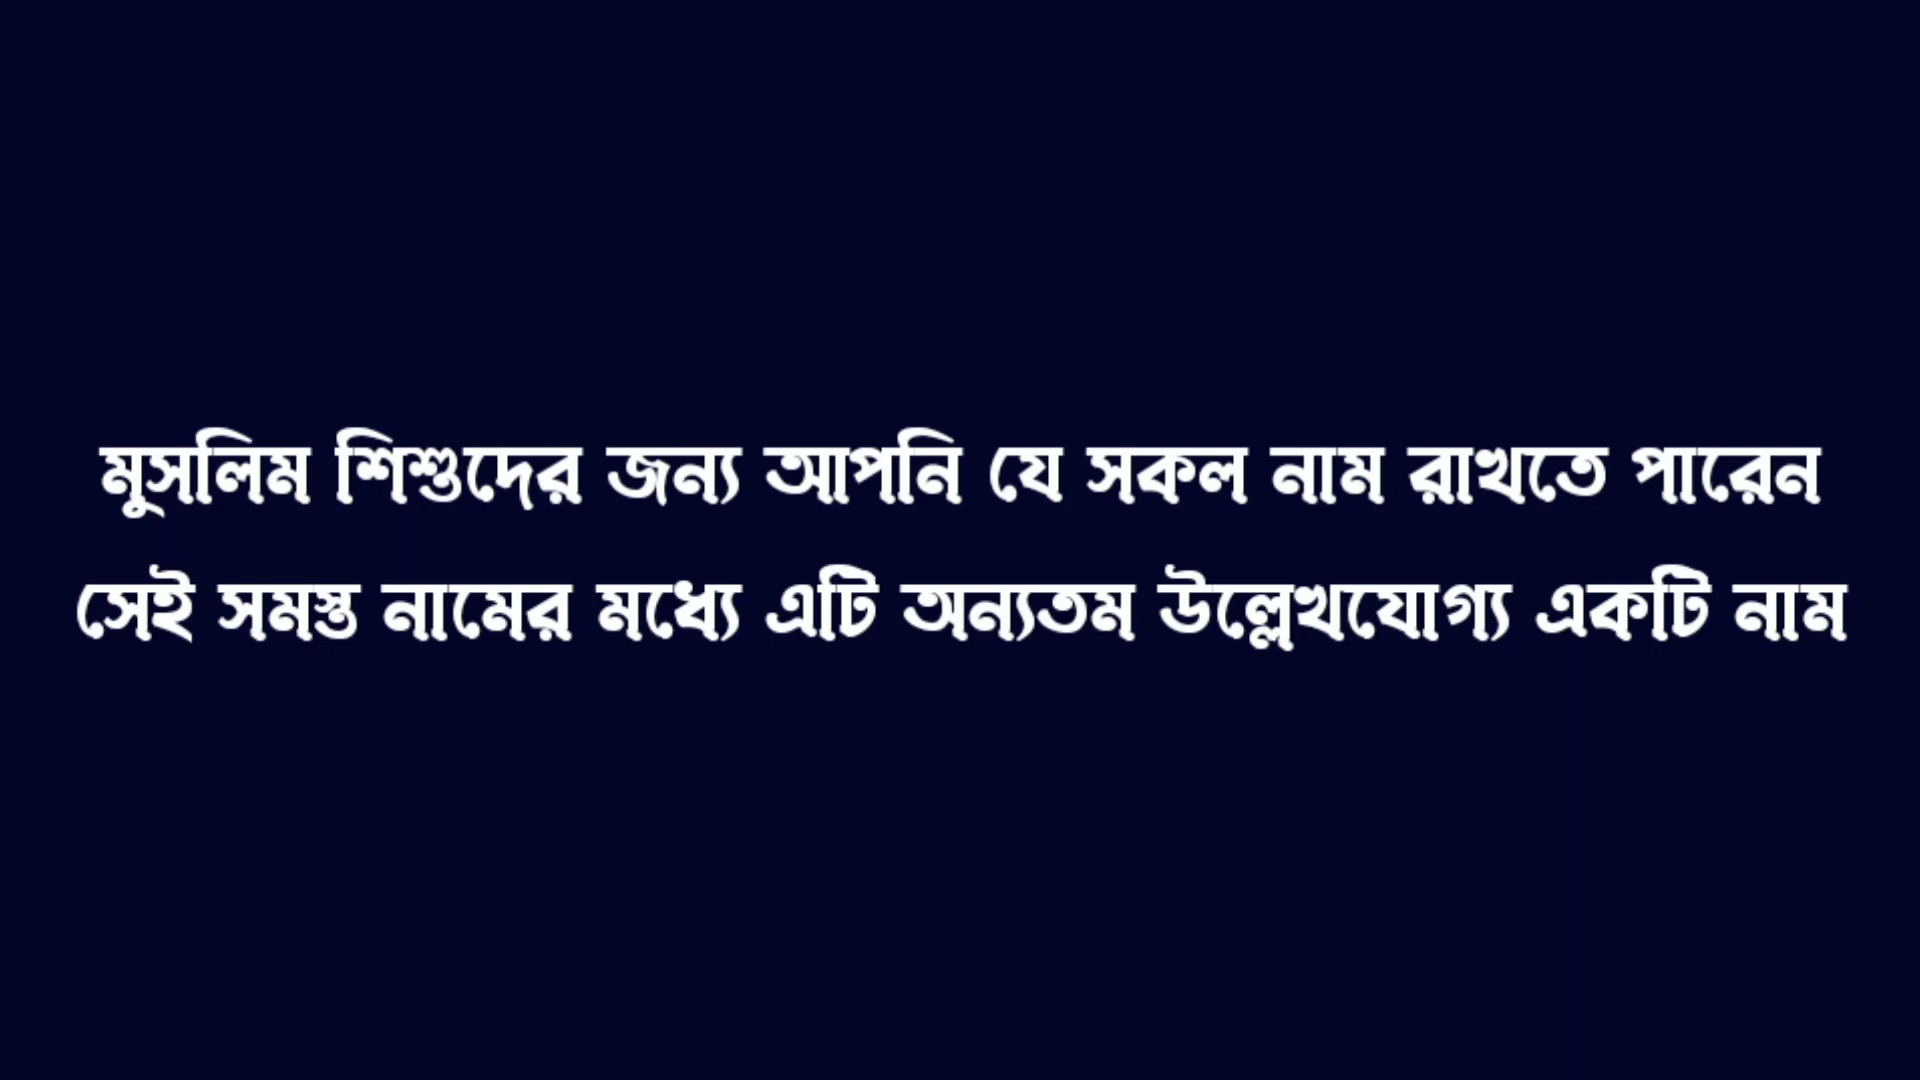 মুসলিম শিশুদের জন্য আপনি যে সকল নাম রাখতে পারেন
সেই সমস্ত নামের মধ্যে এটি অন্যতম উল্লেখযোগ্য একটি নাম